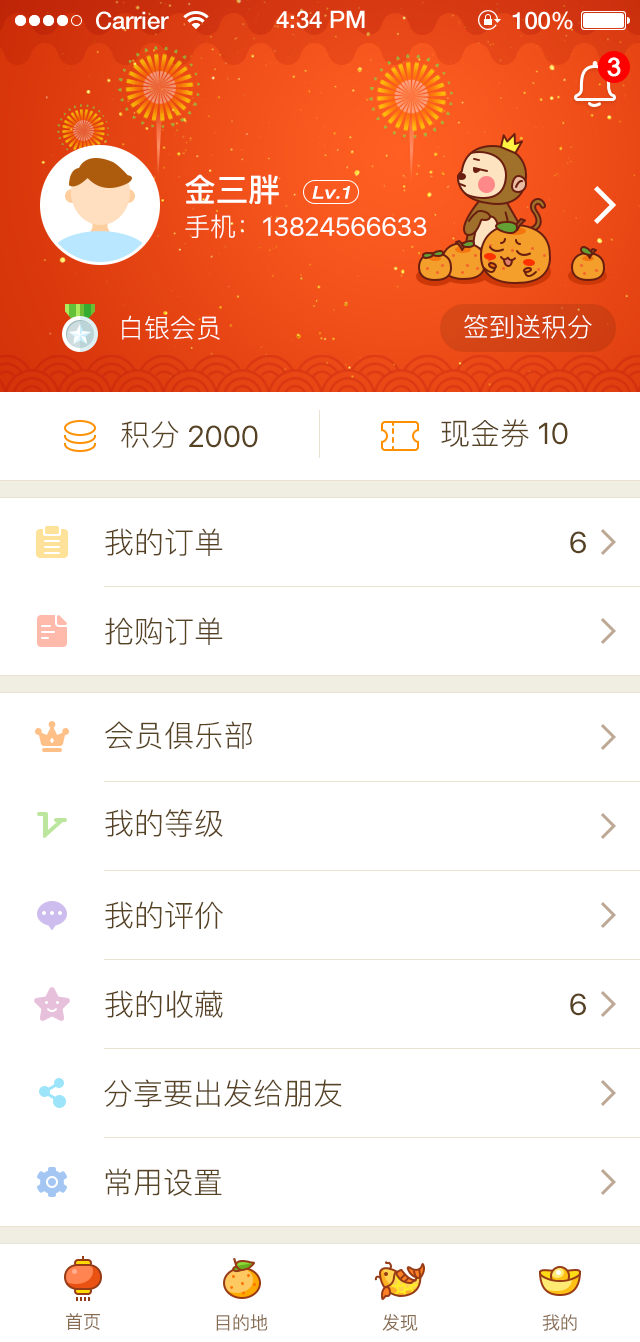 Carrier 4:34 PM 100%
3
金三胖 Lv.1
手机：13824566633
白银会员 签到送积分
积分 2000 现金券 10
我的订单 6
抢购订单
会员俱乐部
我的等级
我的评价
我的收藏 6
分享要出发给朋友
常用设置
首页 目的地 发现 我的